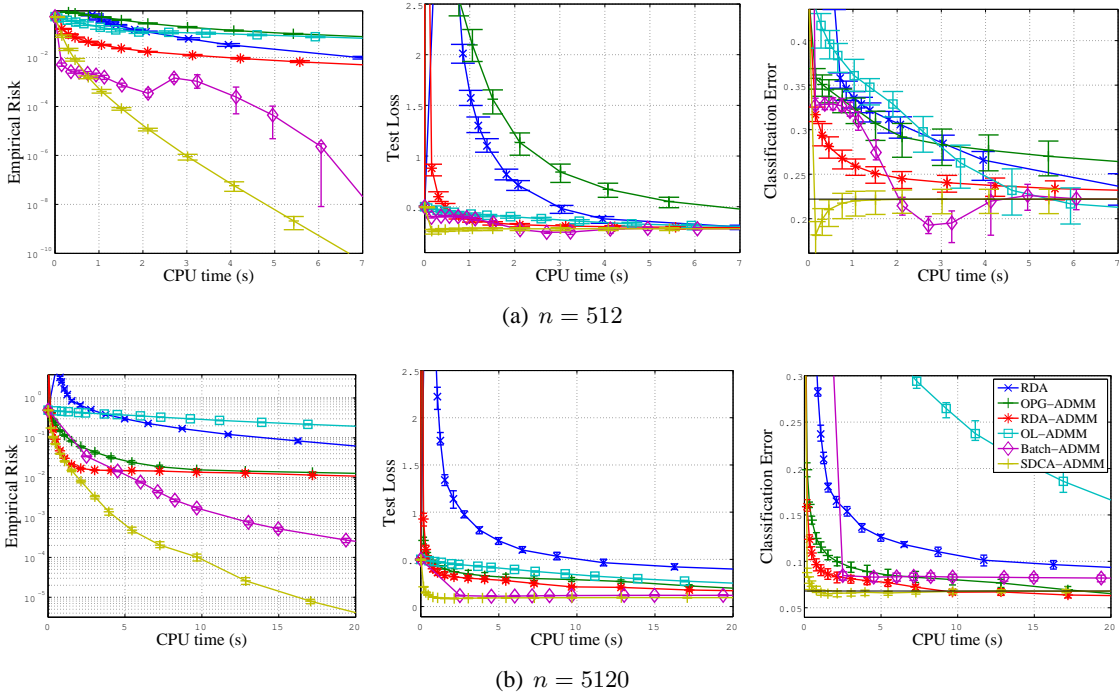 10^-2
10^-4
10^-6
10^-8
10^-10
Empirical Risk
0 1 2 3 4 5 6 7
CPU time (s)
2.5
2
1.5
1
0.5
0
Test Loss
0 1 2 3 4 5 6 7
CPU time (s)
0.4
0.35
0.3
0.25
0.2
Classification Error
0 1 2 3 4 5 6 7
CPU time (s)
(a) n = 512
10^0
10^-1
10^-2
10^-3
10^-4
10^-5
Empirical Risk
0 5 10 15 20
CPU time (s)
2.5
2
1.5
1
0.5
0
Test Loss
0 5 10 15 20
CPU time (s)
0.3
0.25
0.2
0.15
0.1
0.05
Classification Error
RDA
OPG-ADMM
RDA-ADMM
OL-ADMM
Batch-ADMM
SDCA-ADMM
0 5 10 15 20
CPU time (s)
(b) n = 5120